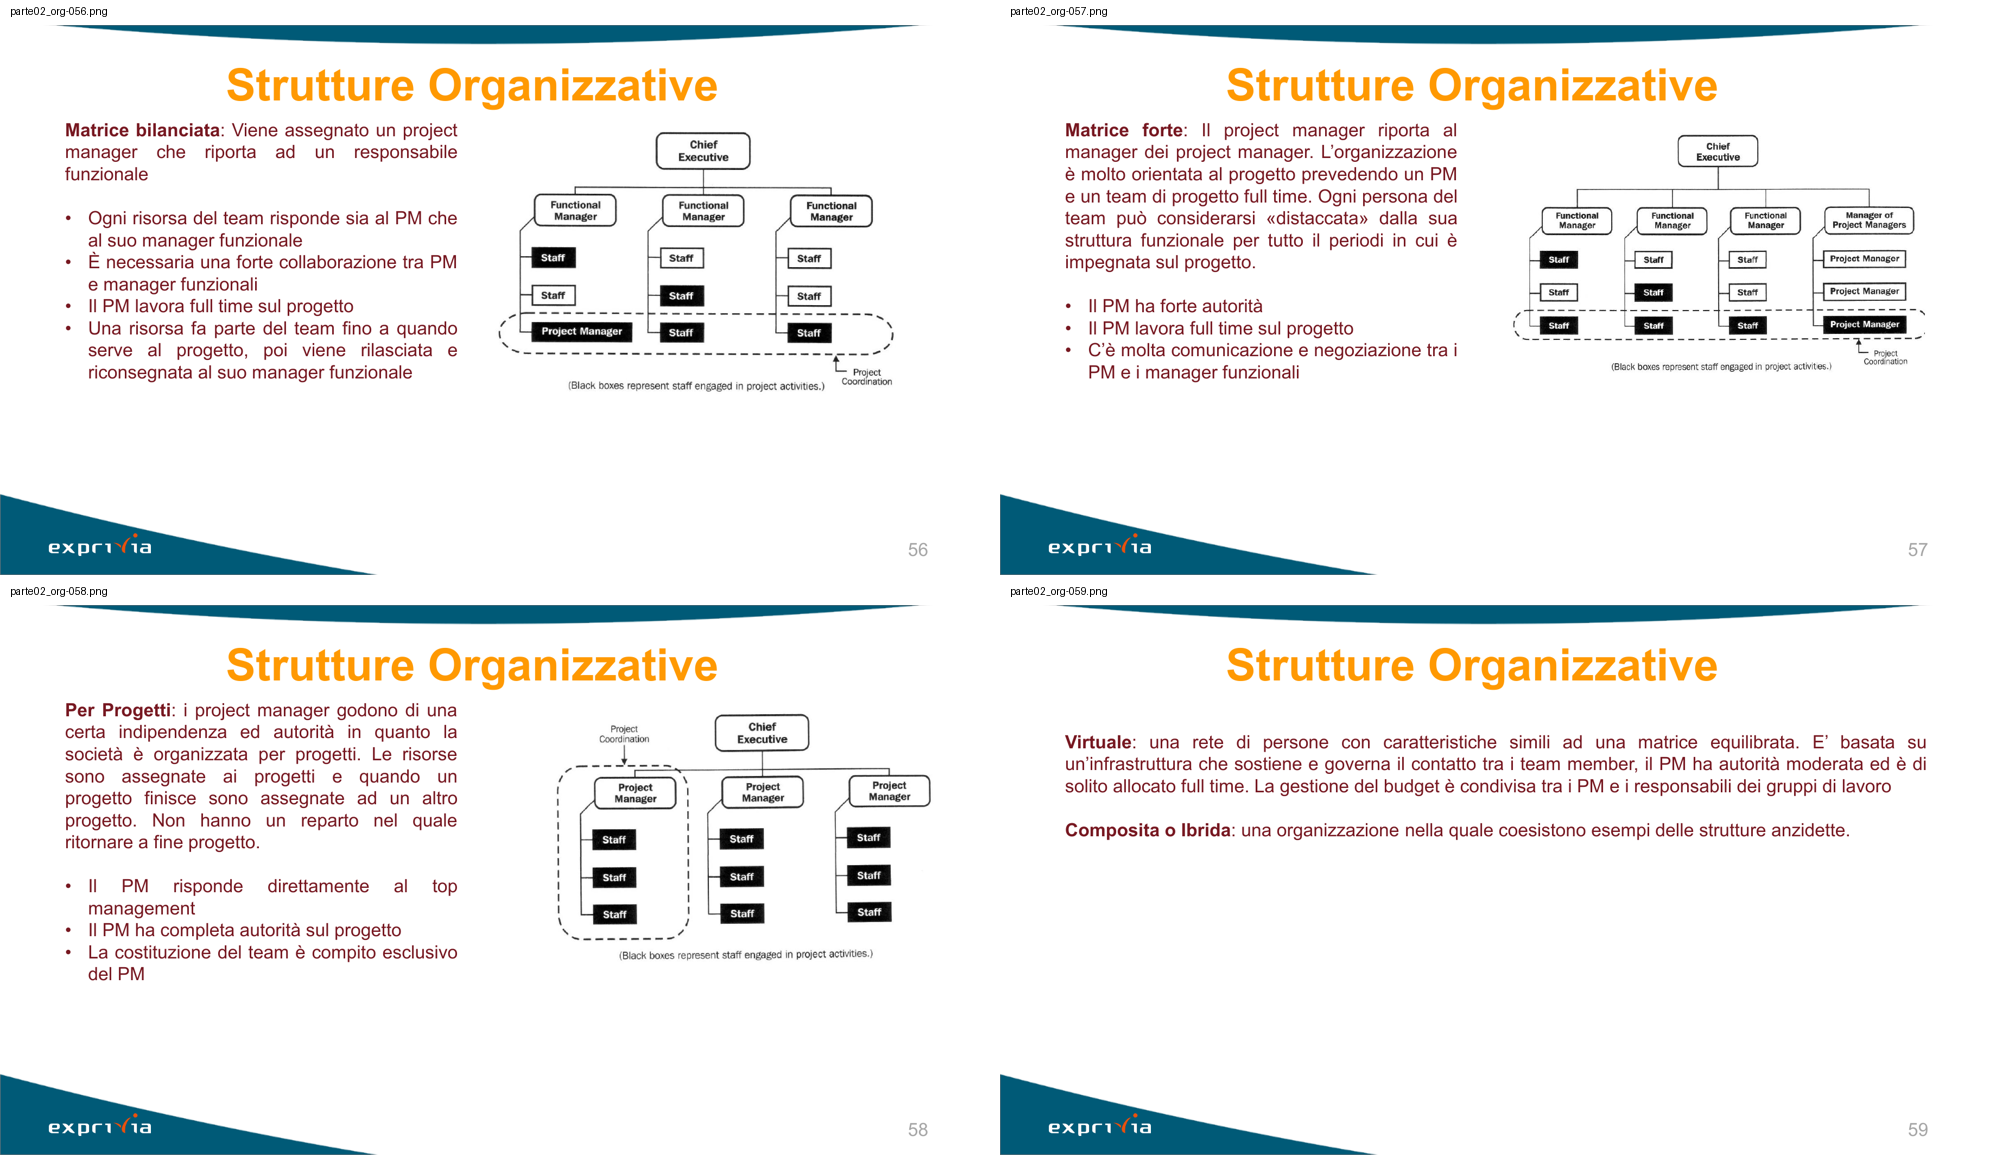 parte02_org-056.png
Strutture Organizzative
Matrice bilanciata: Viene assegnato un project
manager che riporta ad un responsabile
funzionale
• Ogni risorsa del team risponde sia al PM che
al suo manager funzionale
• È necessaria una forte collaborazione tra PM
e manager funzionali
• Il PM lavora full time sul progetto
• Una risorsa fa parte del team fino a quando
serve al progetto, poi viene rilasciata e
riconsegnata al suo manager funzionale
Chief
Executive
Functional
Manager
Functional
Manager
Functional
Manager
Staff
Staff
Staff
Staff
Staff
Staff
Project Manager
Staff
Staff
Project
Coordination
(Black boxes represent staff engaged in project activities.)
exprivia
56
parte02_org-057.png
Strutture Organizzative
Matrice forte: Il project manager riporta al
manager dei project manager. L’organizzazione
è molto orientata al progetto prevedendo un PM
e un team di progetto full time. Ogni persona del
team può considerarsi «distaccata» dalla sua
struttura funzionale per tutto il periodi in cui è
impegnata sul progetto.
• Il PM ha forte autorità
• Il PM lavora full time sul progetto
• C’è molta comunicazione e negoziazione tra i
PM e i manager funzionali
Chief
Executive
Functional
Manager
Functional
Manager
Functional
Manager
Manager of
Project Managers
Staff
Staff
Staff
Project Manager
Staff
Staff
Staff
Project Manager
Staff
Staff
Staff
Project Manager
Project
Coordination
(Black boxes represent staff engaged in project activities.)
exprivia
57
parte02_org-058.png
Strutture Organizzative
Per Progetti: i project manager godono di una
certa indipendenza ed autorità in quanto la
società è organizzata per progetti. Le risorse
sono assegnate ai progetti e quando un
progetto finisce sono assegnate ad un altro
progetto. Non hanno un reparto nel quale
ritornare a fine progetto.
• Il PM risponde direttamente al top
management
• Il PM ha completa autorità sul progetto
• La costituzione del team è compito esclusivo
del PM
Project
Coordination
Chief
Executive
Project
Manager
Project
Manager
Project
Manager
Staff
Staff
Staff
Staff
Staff
Staff
Staff
Staff
Staff
(Black boxes represent staff engaged in project activities.)
exprivia
58
parte02_org-059.png
Strutture Organizzative
Virtuale: una rete di persone con caratteristiche simili ad una matrice equilibrata. E’ basata su
un’infrastruttura che sostiene e governa il contatto tra i team member, il PM ha autorità moderata ed è di
solito allocato full time. La gestione del budget è condivisa tra i PM e i responsabili dei gruppi di lavoro
Composita o Ibrida: una organizzazione nella quale coesistono esempi delle strutture anzidette.
exprivia
59